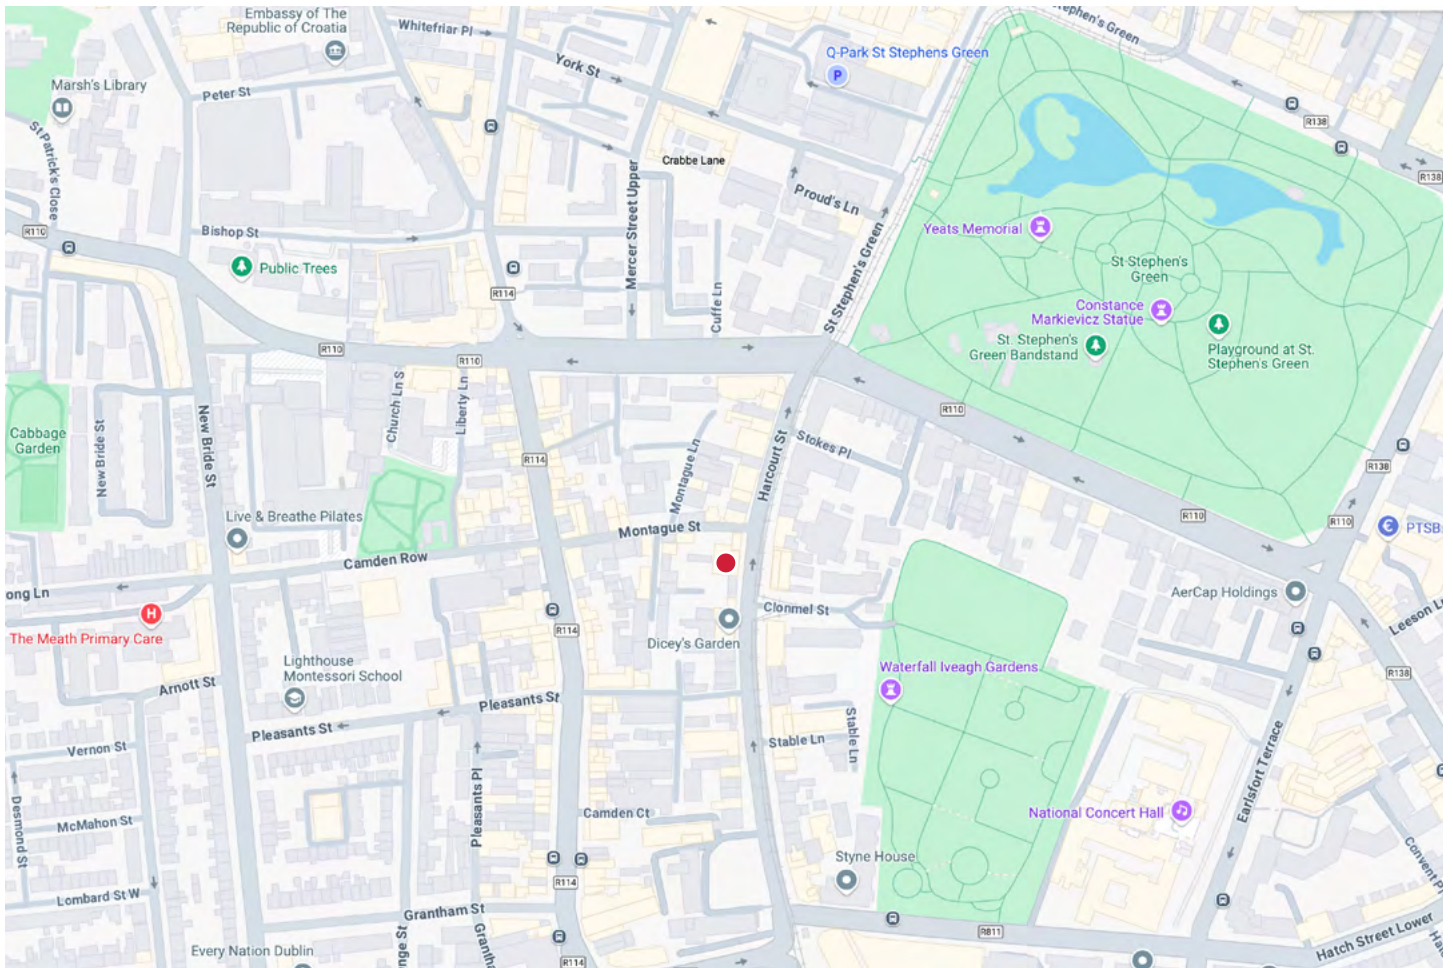 Embassy of The
Republic of Croatia
Whitefriar Pl
ephen's Green
York St
Q-Park St Stephens Green
P
Marsh's Library
Peter St
R138
St Patrick's Close
Crabbe Lane
R138
Mercer Street Upper
Proud's Ln
R110
Bishop St
Yeats Memorial
Public Trees
St Stephen's
Green
St Stephen's Green
R114
Cuffe Ln
Constance
Markievicz Statue
St. Stephen's
Green Bandstand
Playground at St.
Stephen's Green
R110
R110
Church Ln S
Liberty Ln
New Bride St
New Bride St
Cabbage
Garden
R110
Harcourt St
Stokes Pl
R114
Montague Ln
R138
R110
R110
Live & Breathe Pilates
Montague St
PTSB
Camden Row
ong Ln
AerCap Holdings
Clonmel St
H
The Meath Primary Care
R114
Leeson L
Dicey's Garden
Lighthouse
Montessori School
Waterfall Iveagh Gardens
R138
Arnott St
Pleasants St
Pleasants St
Stable Ln
Stable Ln
Vernon St
Earlsfort Terrace
Pleasants Pl
Desmond St
McMahon St
Camden Ct
National Concert Hall
Convent P
Styne House
R114
Lombard St W
Grantham St
R811
Hatch Street Lower
Every Nation Dublin
nge St
Grantha
R114